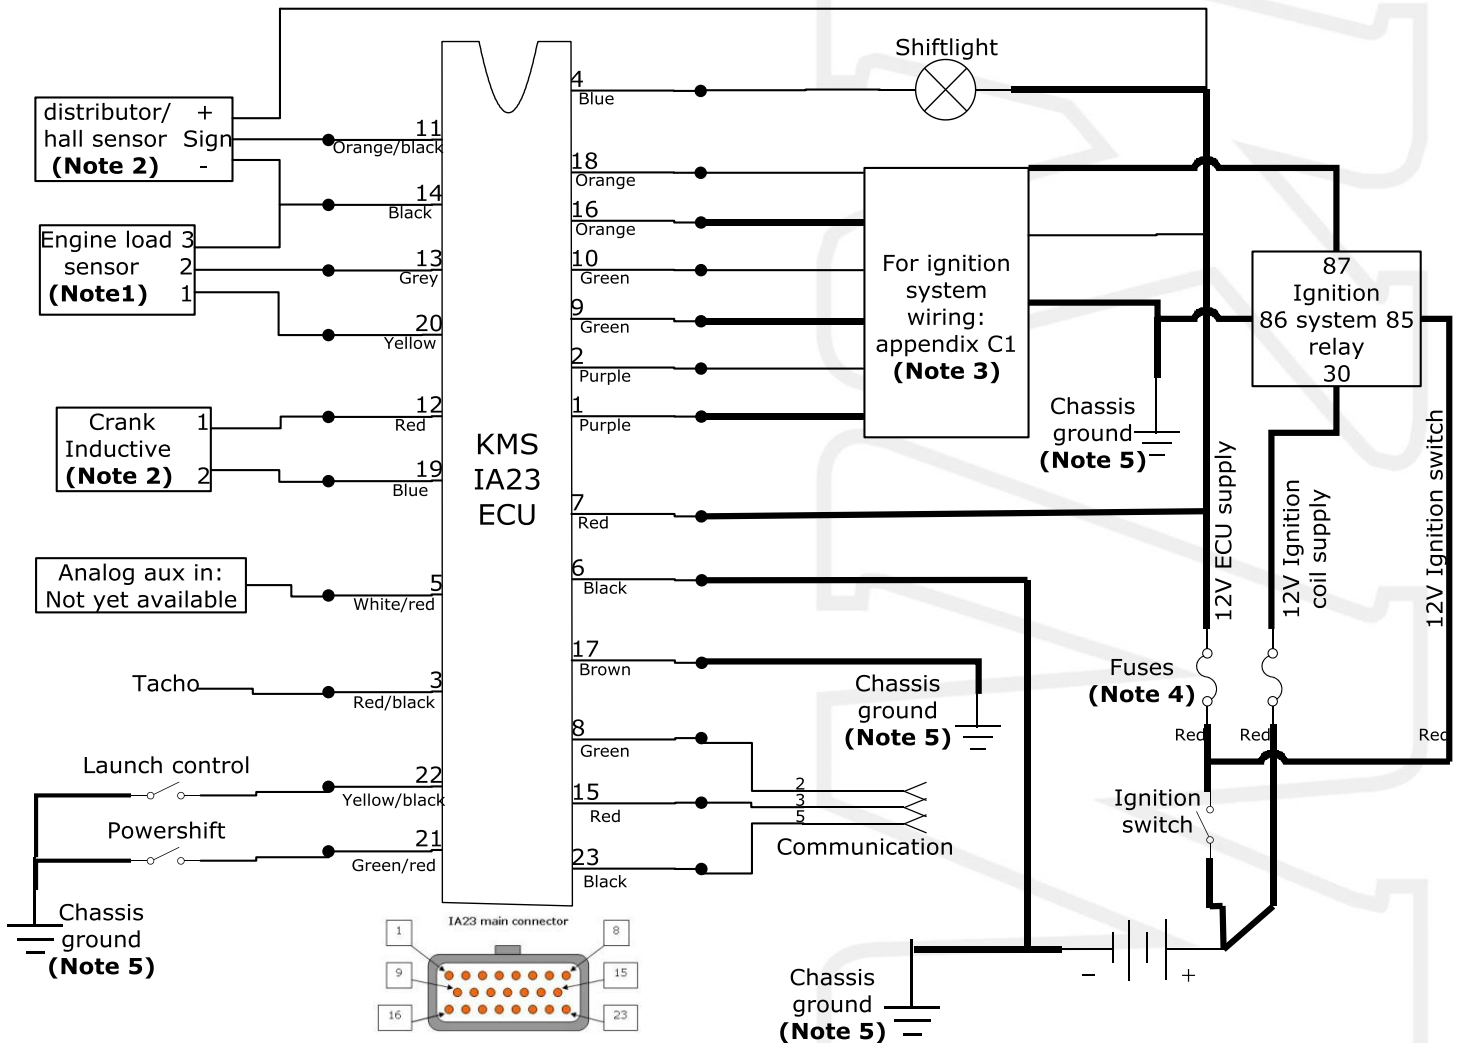 Shiftlight
distributor/ +
hall sensor Sign
(Note 2) -
Engine load 3
sensor 2
(Note1) 1
Crank 1
Inductive
(Note 2) 2
Analog aux in:
Not yet available
Tacho
Launch control
Powershift
Chassis
ground
(Note 5)
11
Orange/black
14
Black
13
Grey
20
Yellow
12
Red
19
Blue
5
White/red
3
Red/black
22
Yellow/black
21
Green/red
KMS
IA23
ECU
4
Blue
18
Orange
16
Orange
10
Green
9
Green
2
Purple
1
Purple
7
Red
6
Black
17
Brown
8
Green
15
Red
23
Black
For ignition
system
wiring:
appendix C1
(Note 3)
Chassis
ground
(Note 5)
87
Ignition
86 system 85
relay
30
12V ECU supply
12V Ignition
coil supply
12V Ignition switch
Fuses
(Note 4)
Red
Red
Red
Chassis
ground
(Note 5)
2
3
5
Communication
Ignition
switch
- +
Chassis
ground
(Note 5)
IA23 main connector
1 8
9 15
16 23